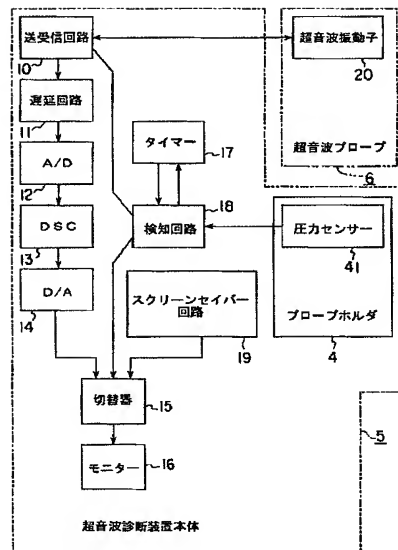 送受信回路
10
超音波振動子
20
遅延回路
11
超音波プローブ
6
タイマー
17
A/D
12
検知回路
18
圧力センサー
41
DSC
13
プローブホルダ
4
スクリーンセイバー
回路
19
D/A
14
切替器
15
モニター
16
5
超音波診断装置本体